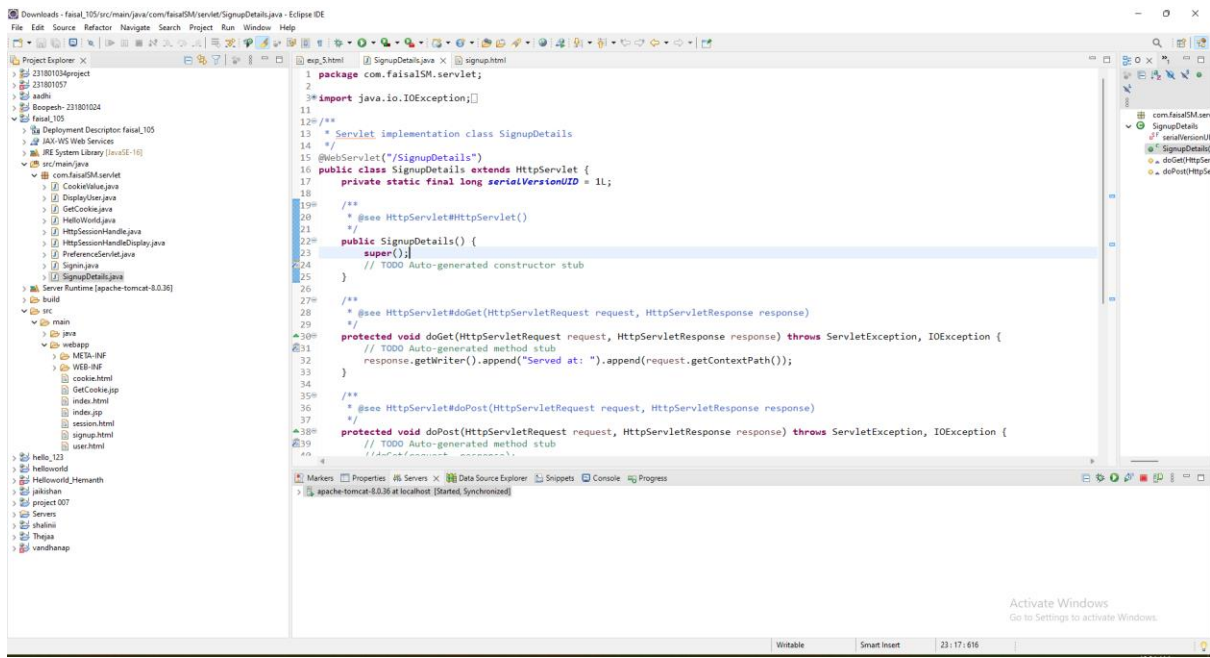 Downloads - faisal_105/src/main/java/com/faisalSM/servlet/SignupDetails.java - Eclipse IDE
File Edit Source Refactor Navigate Search Project Run Window Help
Project Explorer
231801034project
231801057
aadhi
Boopesh- 231801024
faisal_105
Deployment Descriptor: faisal_105
JAX-WS Web Services
JRE System Library [JavaSE-16]
src/main/java
com.faisalSM.servlet
CookieValue.java
DisplayUser.java
GetCookie.java
HelloWorld.java
HttpSessionHandle.java
HttpSessionHandleDisplay.java
PreferenceServlet.java
Signin.java
SignupDetails.java
Server Runtime [apache-tomcat-8.0.36]
build
src
main
java
webapp
META-INF
WEB-INF
cookie.html
GetCookie.jsp
index.html
index.jsp
session.html
signup.html
user.html
hello_123
helloworld
Helloworld_Hemanth
jaikishan
project 007
Servers
shalinii
Thejaa
vandhanap
exp_5.html SignupDetails.java signup.html
1 package com.faisalSM.servlet;
2
3 import java.io.IOException;
11
12 /**
13 * Servlet implementation class SignupDetails
14 */
15 @WebServlet("/SignupDetails")
16 public class SignupDetails extends HttpServlet {
17 private static final long serialVersionUID = 1L;
18
19 /**
20 * @see HttpServlet#HttpServlet()
21 */
22 public SignupDetails() {
23 super();
24 // TODO Auto-generated constructor stub
25 }
26
27 /**
28 * @see HttpServlet#doGet(HttpServletRequest request, HttpServletResponse response)
29 */
30 protected void doGet(HttpServletRequest request, HttpServletResponse response) throws ServletException, IOException {
31 // TODO Auto-generated method stub
32 response.getWriter().append("Served at: ").append(request.getContextPath());
33 }
34
35 /**
36 * @see HttpServlet#doPost(HttpServletRequest request, HttpServletResponse response)
37 */
38 protected void doPost(HttpServletRequest request, HttpServletResponse response) throws ServletException, IOException {
39 // TODO Auto-generated method stub
com.faisalSM.ser
SignupDetails
serialVersionUI
SignupDetails(
doGet(HttpSer
doPost(HttpSe
Markers Properties Servers Data Source Explorer Snippets Console Progress
apache-tomcat-8.0.36 at localhost [Started, Synchronized]
Activate Windows
Go to Settings to activate Windows.
Writable Smart Insert 23 : 17 : 616